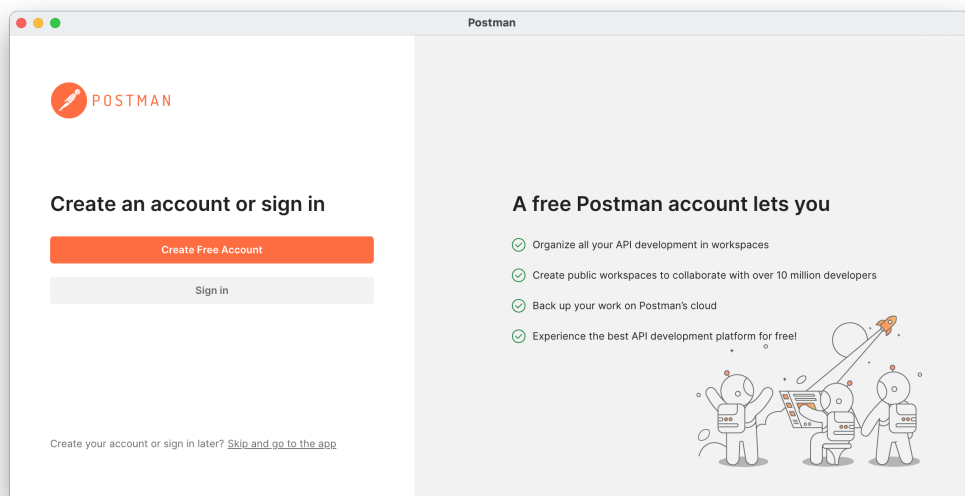 Postman
POSTMAN
Create an account or sign in
Create Free Account
Sign in
Create your account or sign in later? Skip and go to the app
A free Postman account lets you
Organize all your API development in workspaces
Create public workspaces to collaborate with over 10 million developers
Back up your work on Postman's cloud
Experience the best API development platform for free!